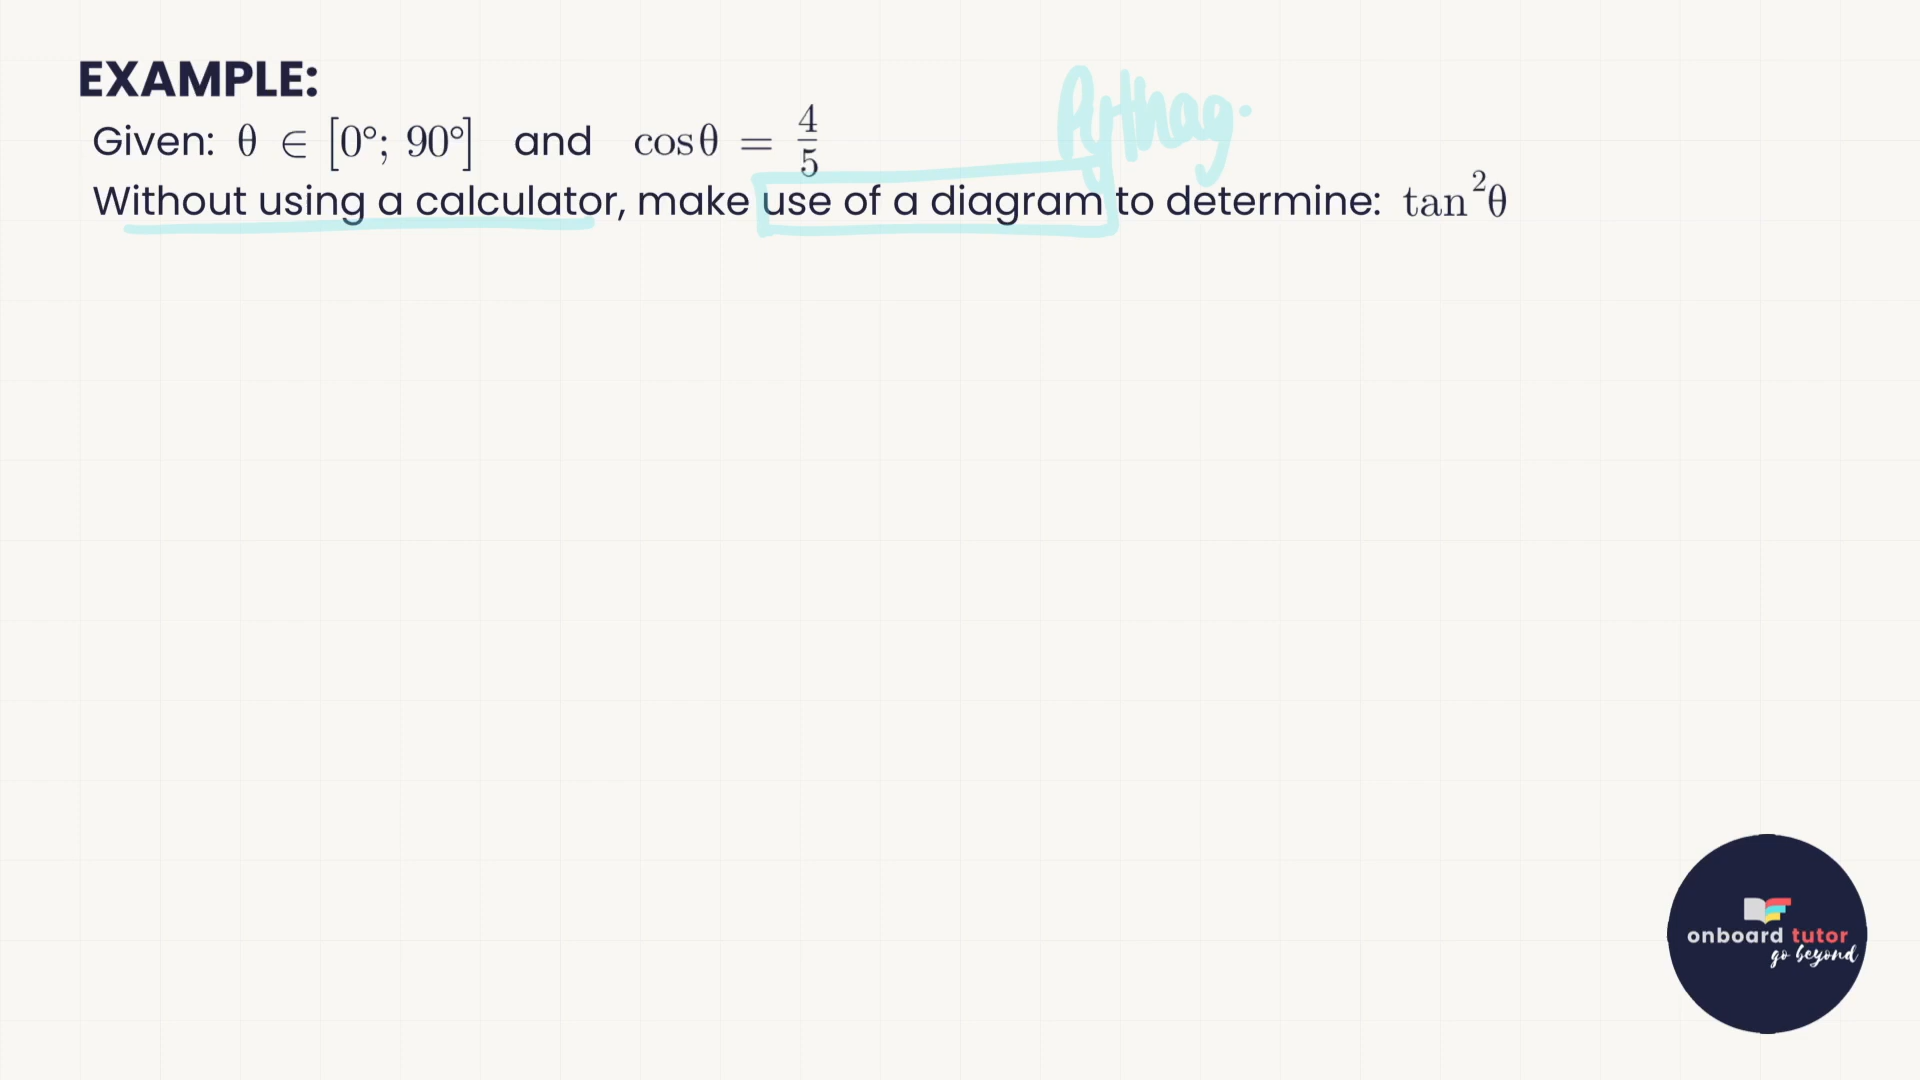 EXAMPLE:
Pythag.
Given: θ ∈ [0°; 90°] and cosθ = 4/5
Without using a calculator, make use of a diagram to determine: tan²θ
onboard tutor
go beyond